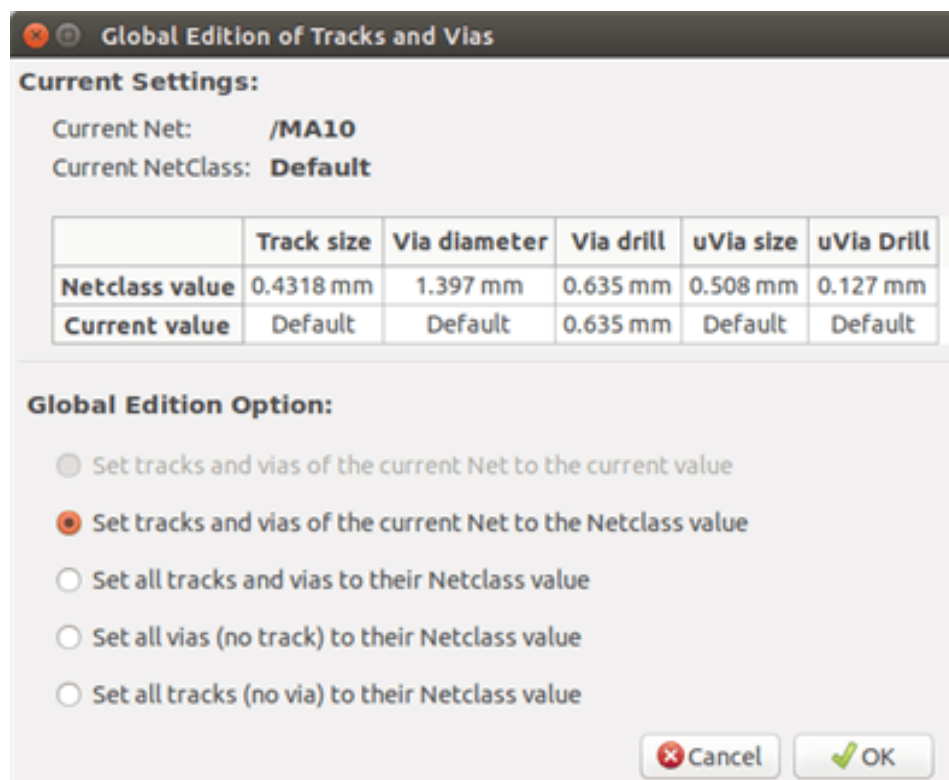 Global Edition of Tracks and Vias
Current Settings:
Current Net: /MA10
Current NetClass: Default
Track size Via diameter Via drill uVia size uVia Drill
Netclass value 0.4318 mm 1.397 mm 0.635 mm 0.508 mm 0.127 mm
Current value Default Default 0.635 mm Default Default
Global Edition Option:
Set tracks and vias of the current Net to the current value
Set tracks and vias of the current Net to the Netclass value
Set all tracks and vias to their Netclass value
Set all vias (no track) to their Netclass value
Set all tracks (no via) to their Netclass value
Cancel OK